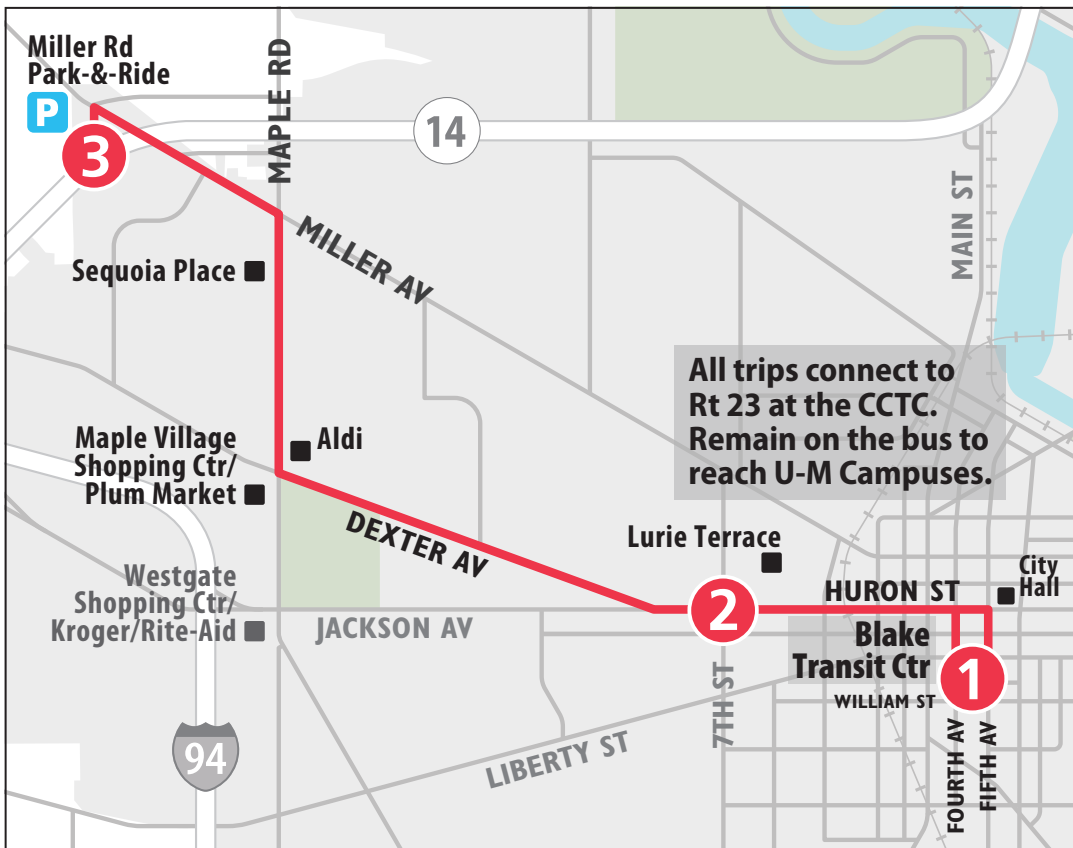 Miller Rd
Park-&-Ride
P
3
MAPLE RD
14
MAIN ST
MILLER AV
Sequoia Place
All trips connect to
Rt 23 at the CCTC.
Remain on the bus to
reach U-M Campuses.
Maple Village
Shopping Ctr/
Plum Market
Aldi
DEXTER AV
Lurie Terrace
City
Hall
Westgate
Shopping Ctr/
Kroger/Rite-Aid
JACKSON AV
2
HURON ST
Blake
Transit Ctr
1
WILLIAM ST
7TH ST
94
LIBERTY ST
FOURTH AV
FIFTH AV